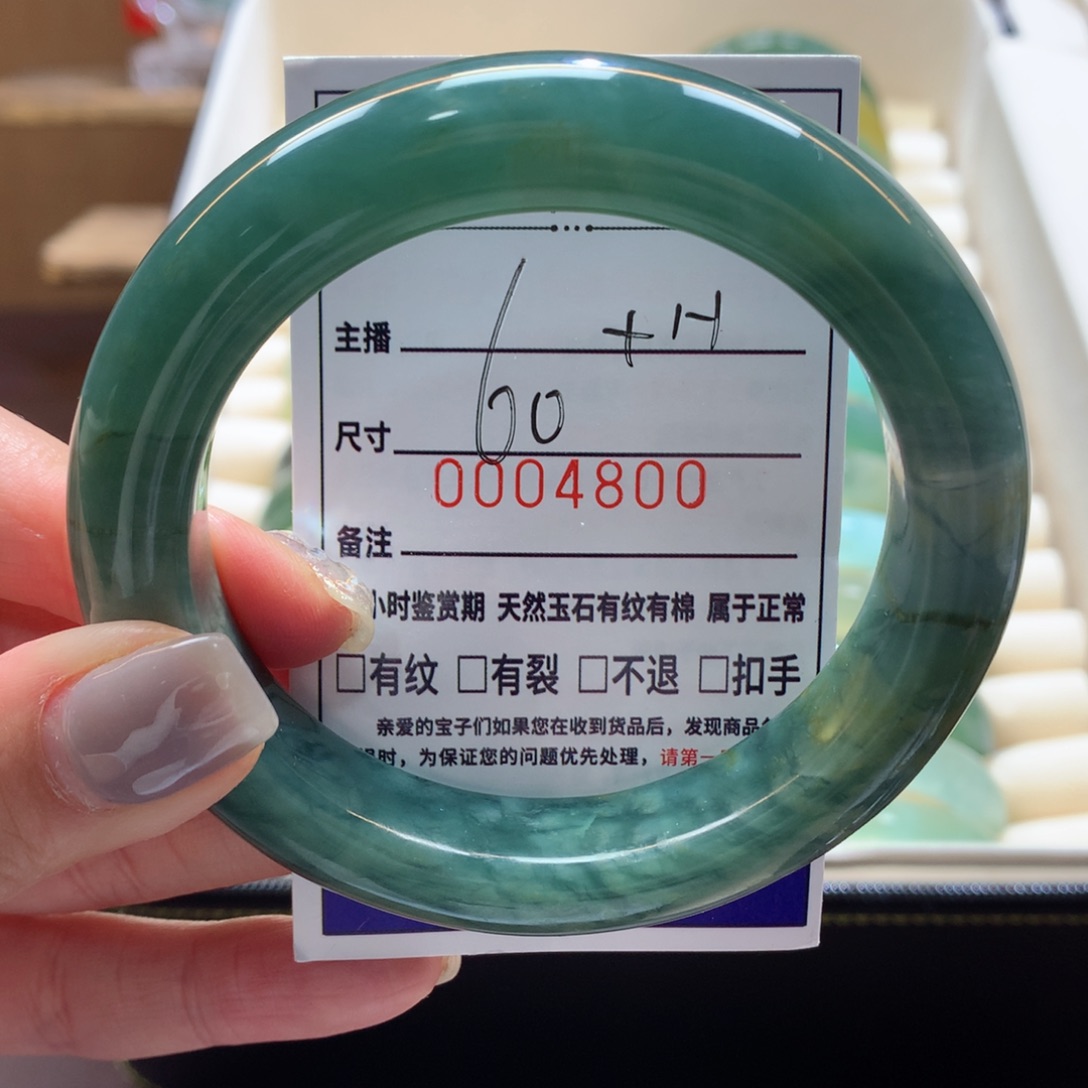 主播 +H
尺寸 60
0004800
备注
小时鉴赏期 天然玉石有纹有棉 属于正常
□有纹 □有裂 □不退 □扣手
亲爱的宝子们如果您在收到货品后，发现商品
时，为保证您的问题优先处理，请第一